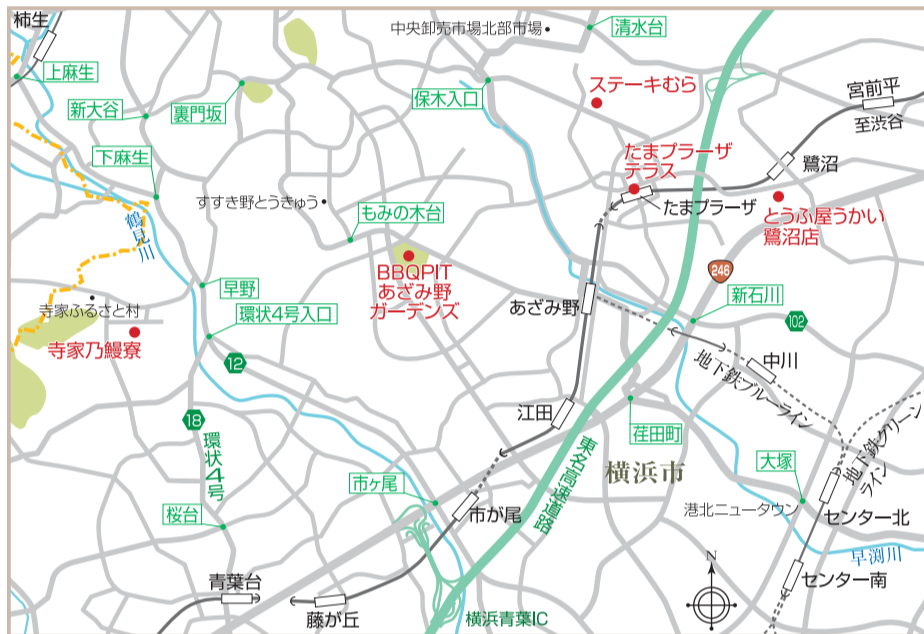 柿生
中央卸売市場北部市場
清水台
上麻生
新大谷
裏門坂
保木入口
ステーキむら
宮前平
至渋谷
下麻生
たまプラーザ
テラス
鷺沼
たまプラーザ
とうふ屋うかい
鷺沼店
すすき野とうきゅう
もみの木台
鶴見川
BBQPIT
あざみ野
ガーデンズ
246
早野
あざみ野
新石川
102
寺家ふるさと村
環状4号入口
寺家乃鰻寮
12
中川
地下鉄ブルーライン
18
環状4号
江田
荏田町
地下鉄グリーン
ライン
東名高速道路
横浜市
大塚
市ヶ尾
市が尾
港北ニュータウン
センター北
桜台
早渕川
青葉台
センター南
N
藤が丘
横浜青葉IC